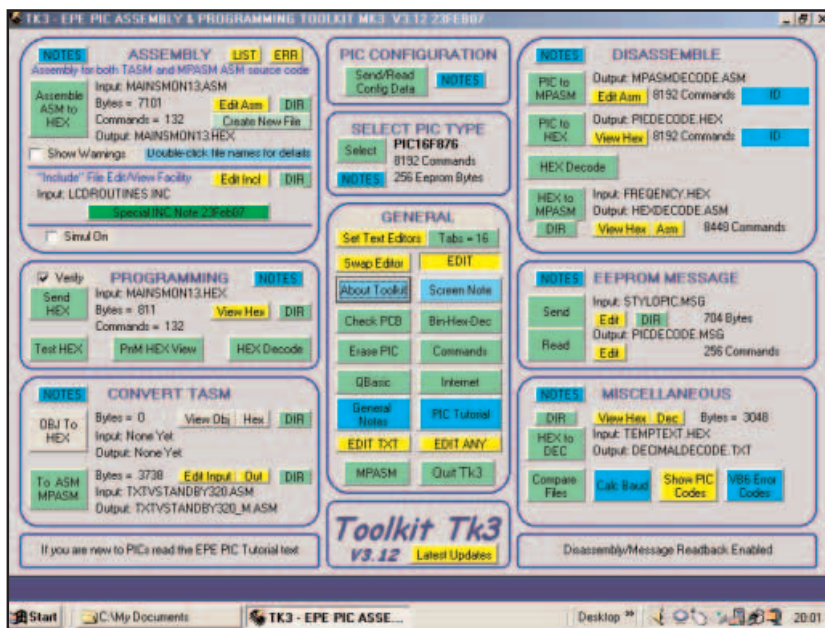 TK3 - EPE PIC ASSEMBLY & PROGRAMMING TOOLKIT MK3 V3.12 23FEB07
NOTES ASSEMBLY LIST ERR
Assembly for both TASM and MPASM ASM source code
Assemble ASM to HEX
Input: MAINSMON13.ASM
Bytes = 7101 Edit Asm DIR
Commands = 132 Create New File
Output: MAINSMON13.HEX
Show Warnings Double-click file names for details
"Include" File Edit/View Facility Edit Incl DIR
Input: LCDROUTINES.INC
Special INC Note 23Feb07
Simul On
Verify PROGRAMMING NOTES
Send HEX
Input: MAINSMON13.HEX
Bytes = 811 View Hex DIR
Commands = 132
Test HEX PnM HEX View HEX Decode
NOTES CONVERT TASM
OBJ To HEX
Bytes = 0 View Obj Hex DIR
Input: None Yet
Output: None Yet
To ASM MPASM
Bytes = 3738 Edit Input Out DIR
Input: TXTVSTANDBY320.ASM
Output: TXTVSTANDBY320_M.ASM
If you are new to PICs read the EPE PIC Tutorial text
PIC CONFIGURATION
Send/Read Config Data NOTES
SELECT PIC TYPE
Select PIC16F876
8192 Commands
NOTES 256 Eeprom Bytes
GENERAL
Set Text Editors Tabs = 16
Swap Editor EDIT
About Toolkit Screen Note
Check PCB Bin-Hex-Dec
Erase PIC Commands
QBasic Internet
General Notes PIC Tutorial
EDIT TXT EDIT ANY
MPASM Quit Tk3
Toolkit Tk3
V3.12 Latest Updates
NOTES DISASSEMBLE
PIC to MPASM
Output: MPASMDECODE.ASM
Edit Asm 8192 Commands ID
PIC to HEX
Output: PICDECODE.HEX
View Hex 8192 Commands ID
HEX Decode
HEX to MPASM
Input: FREQENCY.HEX
Output: HEXDECODE.ASM
DIR View Hex Asm 8449 Commands
NOTES EEPROM MESSAGE
Send
Input: STYLOPIC.MSG
Edit DIR 704 Bytes
Read
Output: PICDECODE.MSG
Edit 256 Commands
NOTES MISCELLANEOUS
DIR View Hex Dec Bytes = 3048
HEX to DEC
Input: TEMPTEXT.HEX
Output: DECIMALDECODE.TXT
Compare Files Calc Baud Show PIC Codes VB6 Error Codes
Disassembly/Message Readback Enabled
Start C:\My Documents TK3 - EPE PIC ASSE... Desktop » 20:01